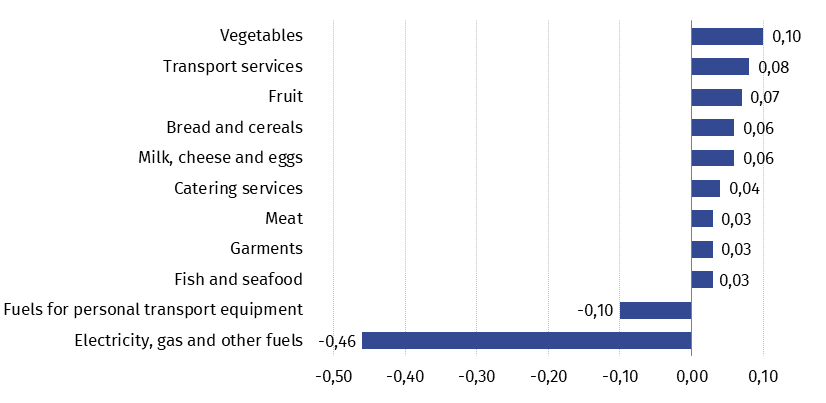 Vegetables 0,10
Transport services 0,08
Fruit 0,07
Bread and cereals 0,06
Milk, cheese and eggs 0,06
Catering services 0,04
Meat 0,03
Garments 0,03
Fish and seafood 0,03
Fuels for personal transport equipment -0,10
Electricity, gas and other fuels -0,46
-0,50 -0,40 -0,30 -0,20 -0,10 0,00 0,10